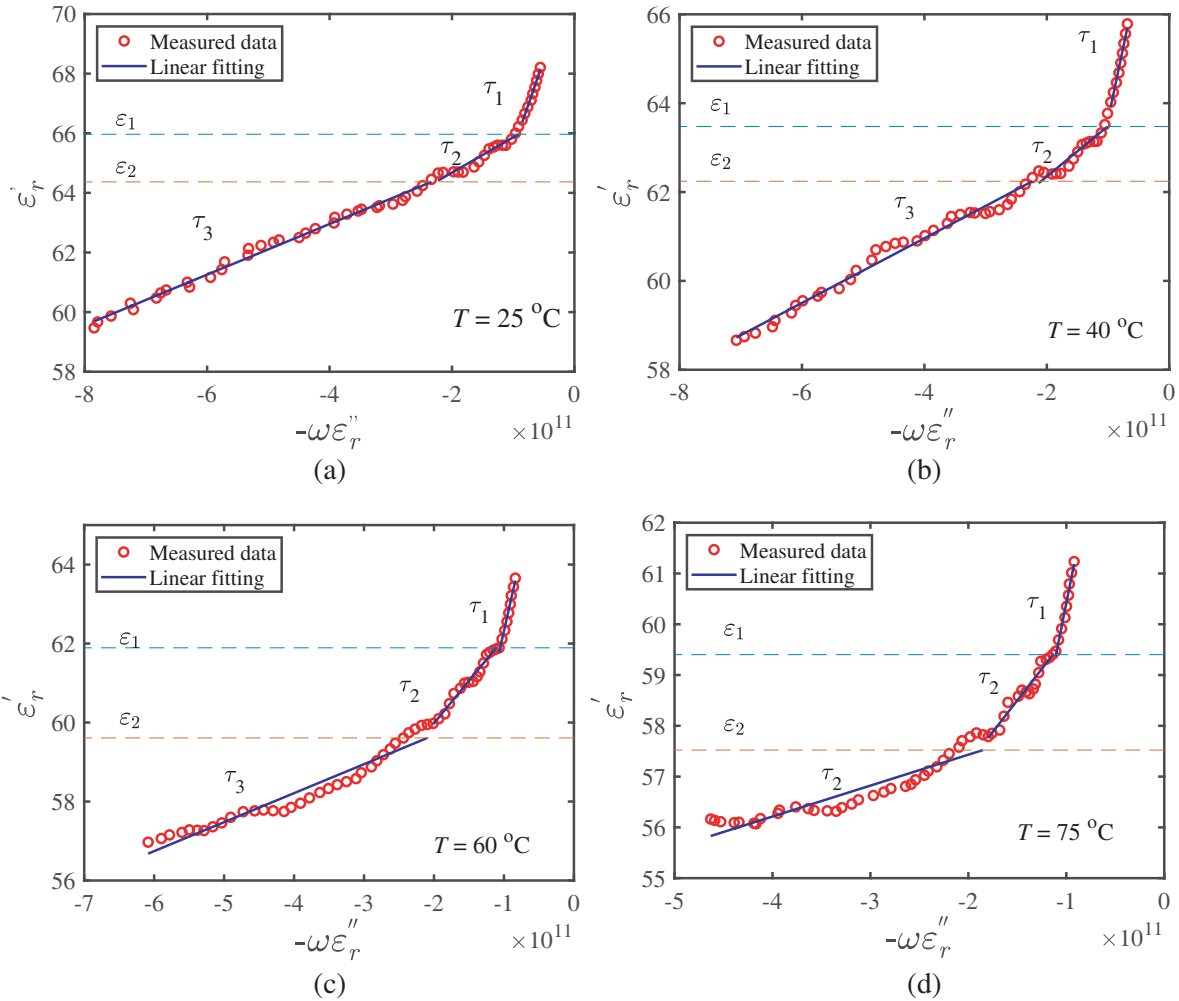 70
68
66
64
62
60
58
ε'r
Measured data
Linear fitting
τ1
ε1
τ2
ε2
τ3
T = 25 °C
-8
-6
-4
-2
0
-ωε''r
×10^11
(a)
66
64
62
60
58
ε'r
Measured data
Linear fitting
τ1
ε1
τ2
ε2
τ3
T = 40 °C
-8
-6
-4
-2
0
-ωε''r
×10^11
(b)
64
62
60
58
56
ε'r
Measured data
Linear fitting
τ1
ε1
τ2
ε2
τ3
T = 60 °C
-7
-6
-5
-4
-3
-2
-1
0
-ωε''r
×10^11
(c)
62
61
60
59
58
57
56
55
ε'r
Measured data
Linear fitting
τ1
ε1
τ2
ε2
τ2
T = 75 °C
-5
-4
-3
-2
-1
0
-ωε''r
×10^11
(d)